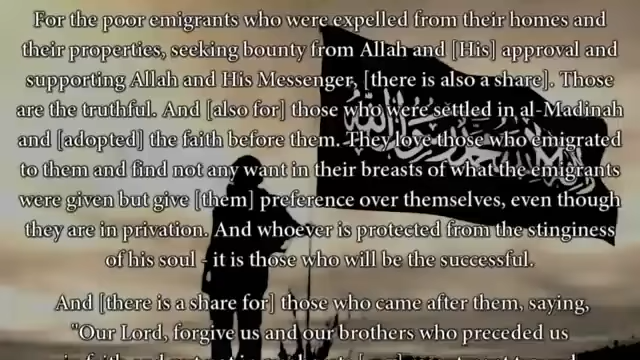 For the poor emigrants who were expelled from their homes and
their properties, seeking bounty from Allah and [His] approval and
supporting Allah and His Messenger, [there is also a share]. Those
are the truthful. And [also for] those who were settled in al-Madinah
and [adopted] the faith before them. They love those who emigrated
to them and find not any want in their breasts of what the emigrants
were given but give [them] preference over themselves, even though
they are in privation. And whoever is protected from the stinginess
of his soul - it is those who will be the successful.
And [there is a share for] those who came after them, saying,
"Our Lord, forgive us and our brothers who preceded us